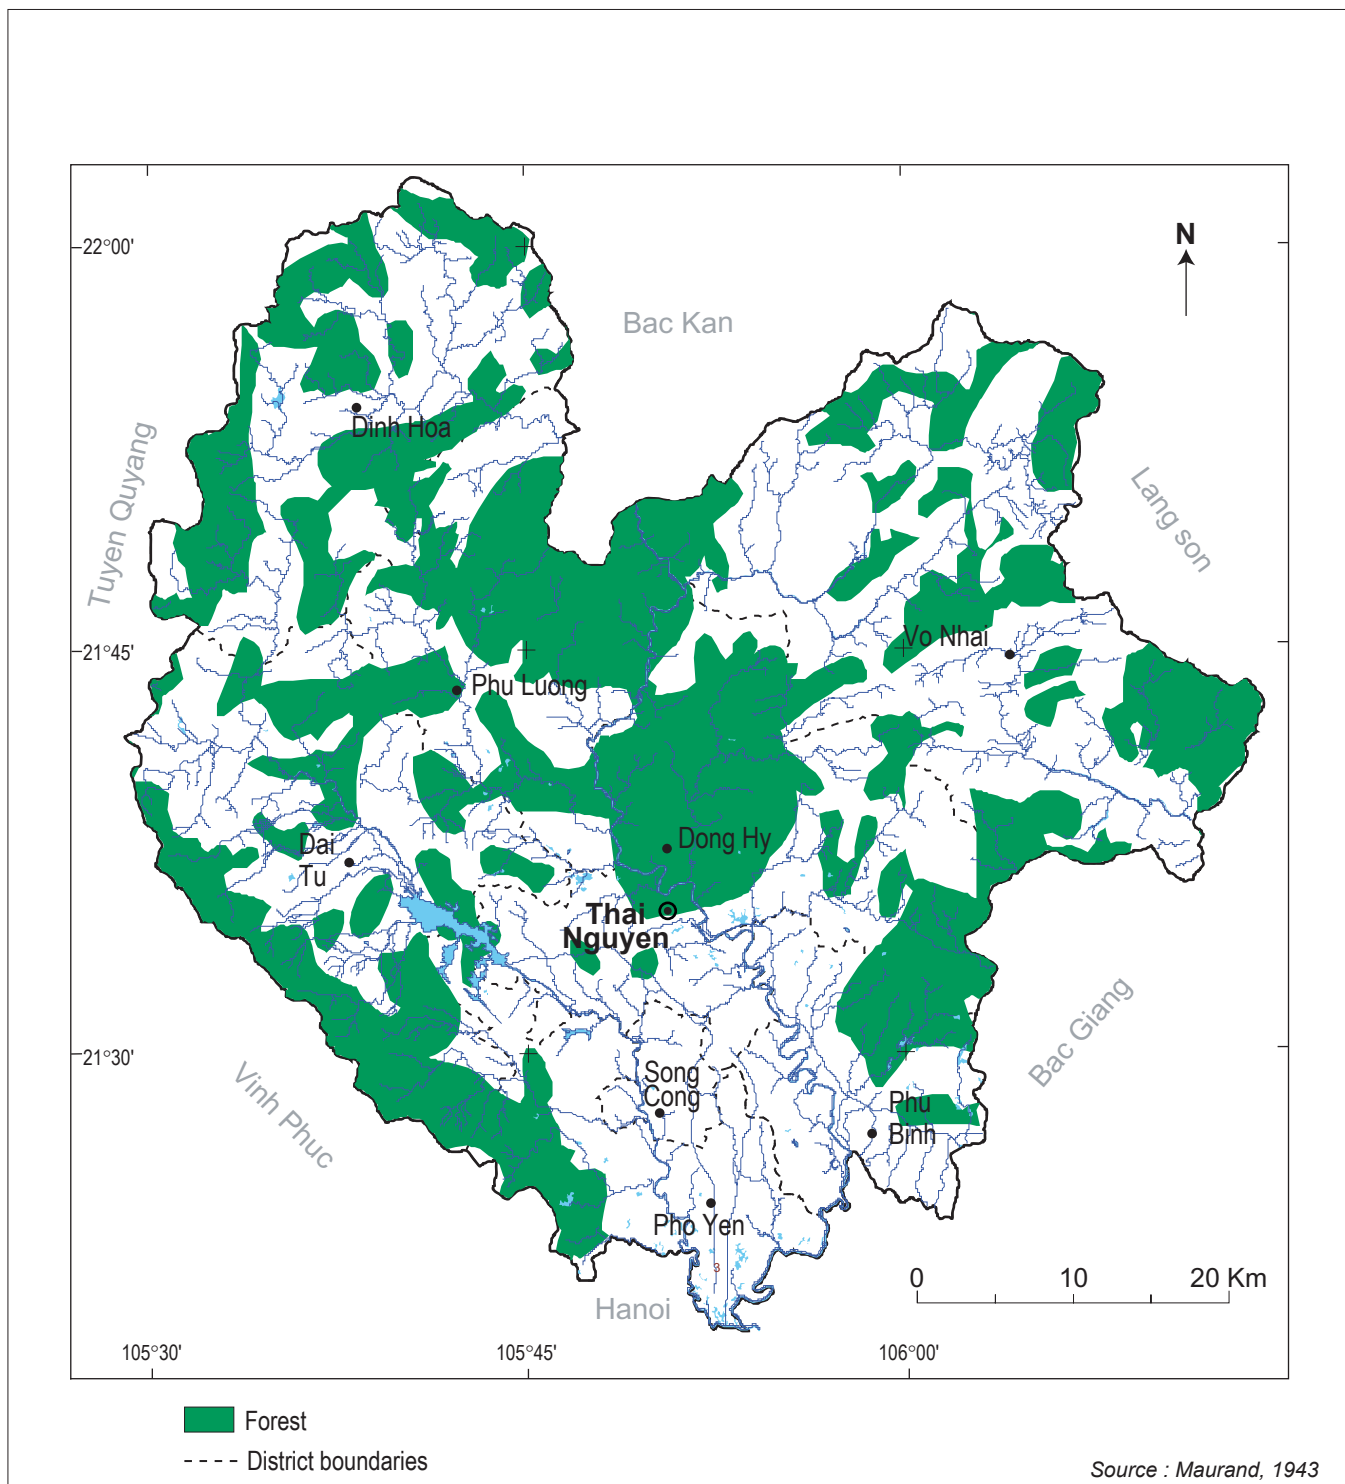 N
22°00'
Bac Kan
Dinh Hoa
Tuyen Quyang
Lang son
21°45'
Vo Nhai
Phu Luong
Dong Hy
Dai
Tu
Thai
Nguyen
21°30'
Song
Cong
Phu
Binh
Bac Giang
Vinh Phuc
Pho Yen
3
0 10 20 Km
Hanoi
105°30' 105°45' 106°00'
Forest
District boundaries
Source : Maurand, 1943